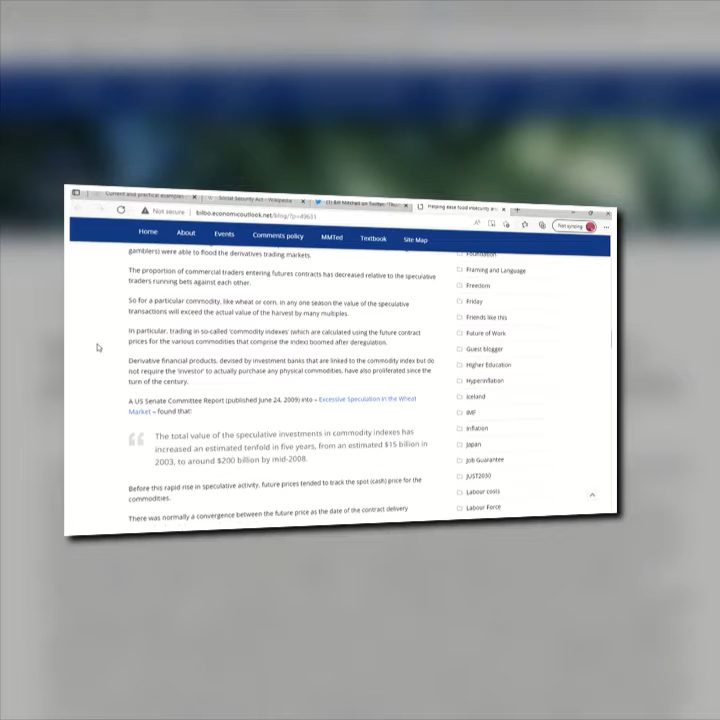 Current and practical examples
Social Security Act - Wikipedia
(1) Bill Mitchell on Twitter: "
Helping ease food insecurity
Not secure
bilbo.economicoutlook.net/blog/?p=49631
Not syncing
Home About Events Comments policy MMTed Textbook Site Map
gamblers) were able to flood the derivatives trading markets.
The proportion of commercial traders entering futures contracts has decreased relative to the speculative
traders running bets against each other.
So for a particular commodity, like wheat or corn, in any one season the value of the speculative
transactions will exceed the actual value of the harvest by many multiples.
In particular, trading in so-called 'commodity indexes' (which are calculated using the future contract
prices for the various commodities that comprise the index) boomed after deregulation.
Derivative financial products, devised by investment banks that are linked to the commodity index but do
not require the 'investor' to actually purchase any physical commodities, have also proliferated since the
turn of the century.
A US Senate Committee Report (published June 24, 2009) into – Excessive Speculation in the Wheat
Market – found that:
The total value of the speculative investments in commodity indexes has
increased an estimated tenfold in five years, from an estimated $15 billion in
2003, to around $200 billion by mid-2008.
Before this rapid rise in speculative activity, future prices tended to track the spot (cash) price for the
commodities.
There was normally a convergence between the future price as the date of the contract delivery
Foundation
Framing and Language
Freedom
Friday
Friends like this
Future of Work
Guest blogger
Higher Education
Hyperinflation
Iceland
IMF
Inflation
Japan
Job Guarantee
JUST2030
Labour costs
Labour Force